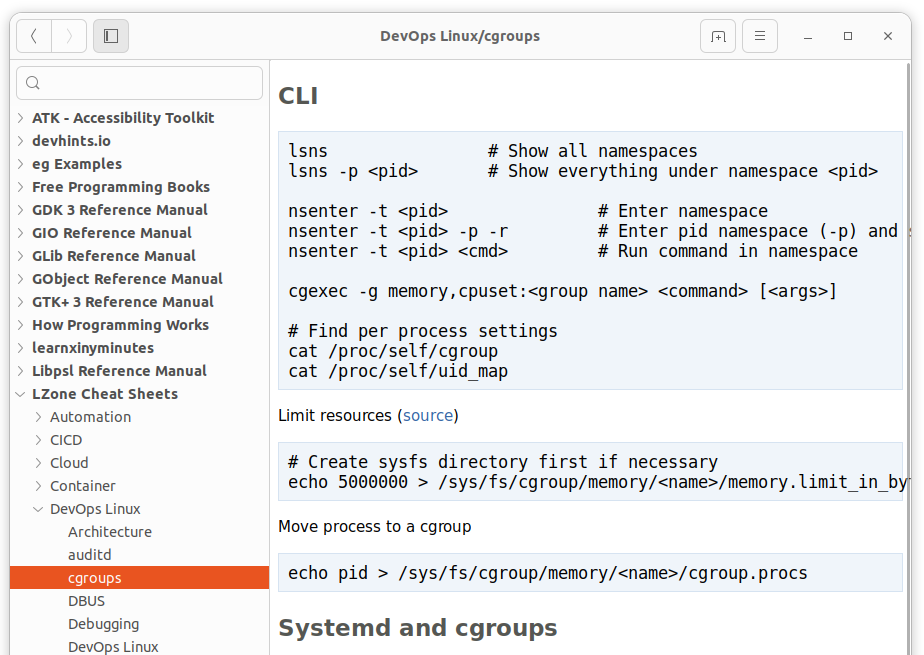 DevOps Linux/cgroups
ATK - Accessibility Toolkit
devhints.io
eg Examples
Free Programming Books
GDK 3 Reference Manual
GIO Reference Manual
GLib Reference Manual
GObject Reference Manual
GTK+ 3 Reference Manual
How Programming Works
learnxinyminutes
Libpsl Reference Manual
LZone Cheat Sheets
Automation
CICD
Cloud
Container
DevOps Linux
Architecture
auditd
cgroups
DBUS
Debugging
DevOps Linux
CLI
lsns                # Show all namespaces
lsns -p <pid>       # Show everything under namespace <pid>
nsenter -t <pid>               # Enter namespace
nsenter -t <pid> -p -r         # Enter pid namespace (-p) and
nsenter -t <pid> <cmd>         # Run command in namespace
cgexec -g memory,cpuset:<group name> <command> [<args>]
# Find per process settings
cat /proc/self/cgroup
cat /proc/self/uid_map
Limit resources (source)
# Create sysfs directory first if necessary
echo 5000000 > /sys/fs/cgroup/memory/<name>/memory.limit_in_by
Move process to a cgroup
echo pid > /sys/fs/cgroup/memory/<name>/cgroup.procs
Systemd and cgroups